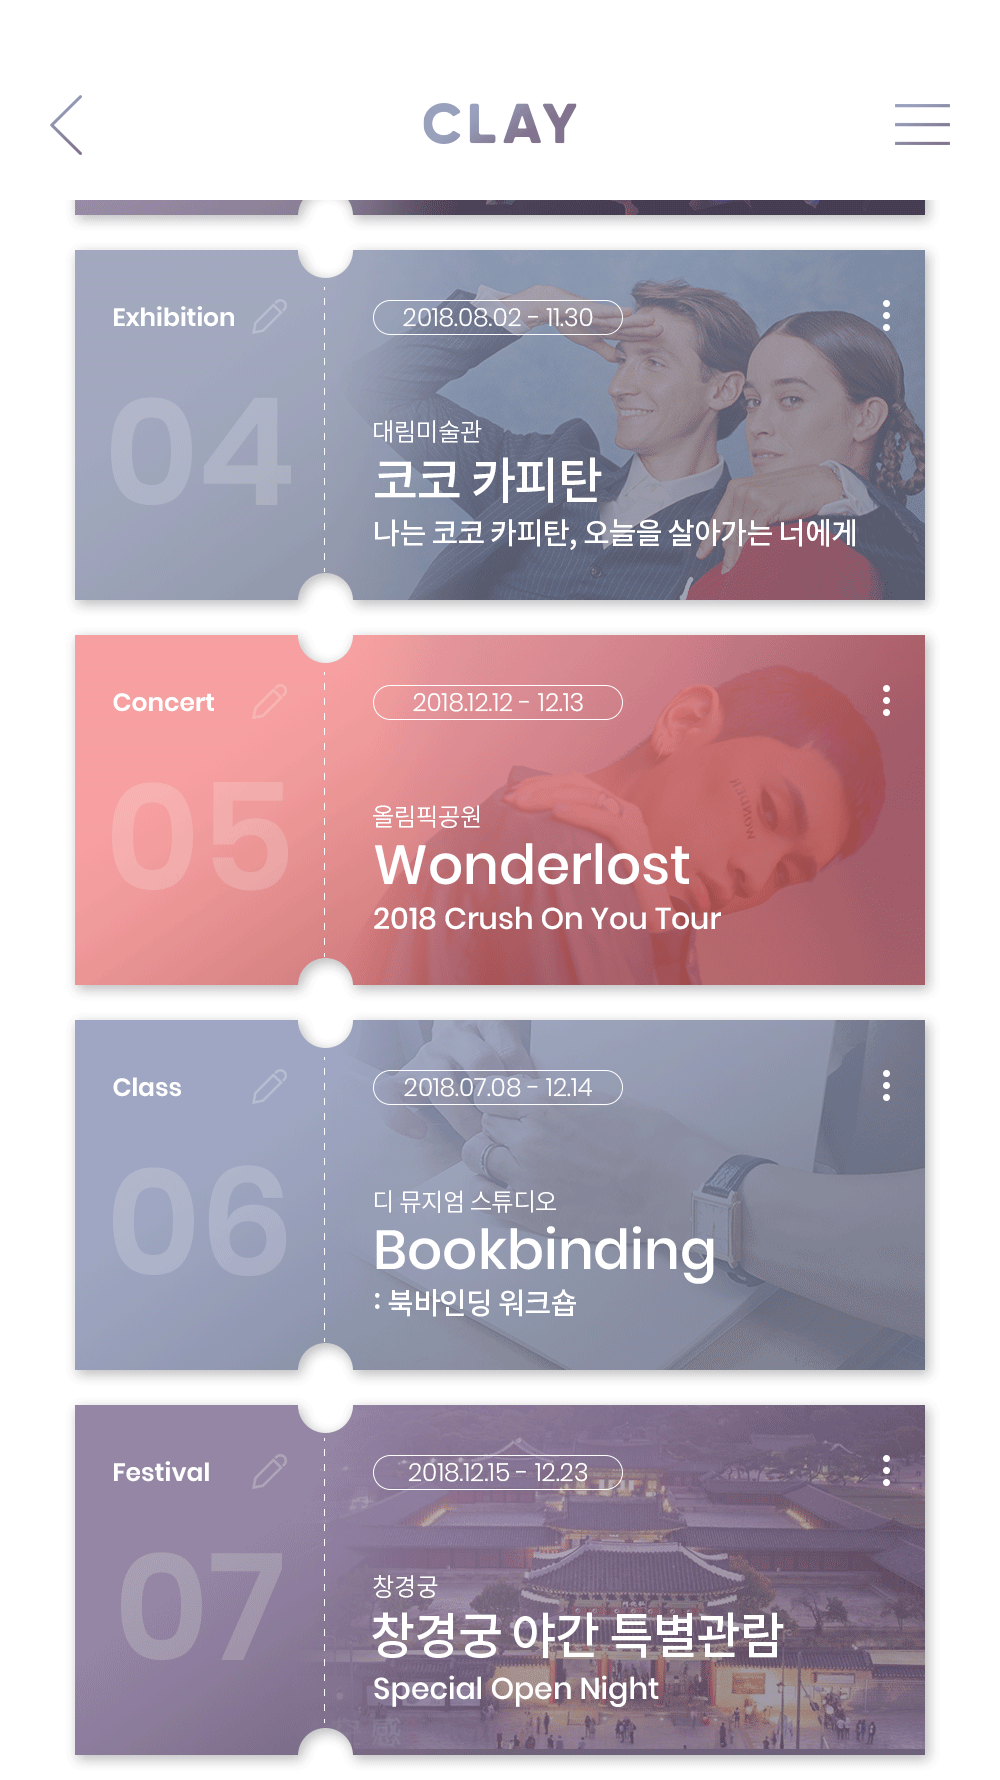 CLAY
Exhibition
04
2018.08.02 - 11.30
대림미술관
코코 카피탄
나는 코코 카피탄, 오늘을 살아가는 너에게
Concert
05
2018.12.12 - 12.13
올림픽공원
Wonderlost
2018 Crush On You Tour
WONDER
Class
06
2018.07.08 - 12.14
디 뮤지엄 스튜디오
Bookbinding
: 북바인딩 워크숍
Festival
07
2018.12.15 - 12.23
창경궁
창경궁 야간 특별관람
Special Open Night